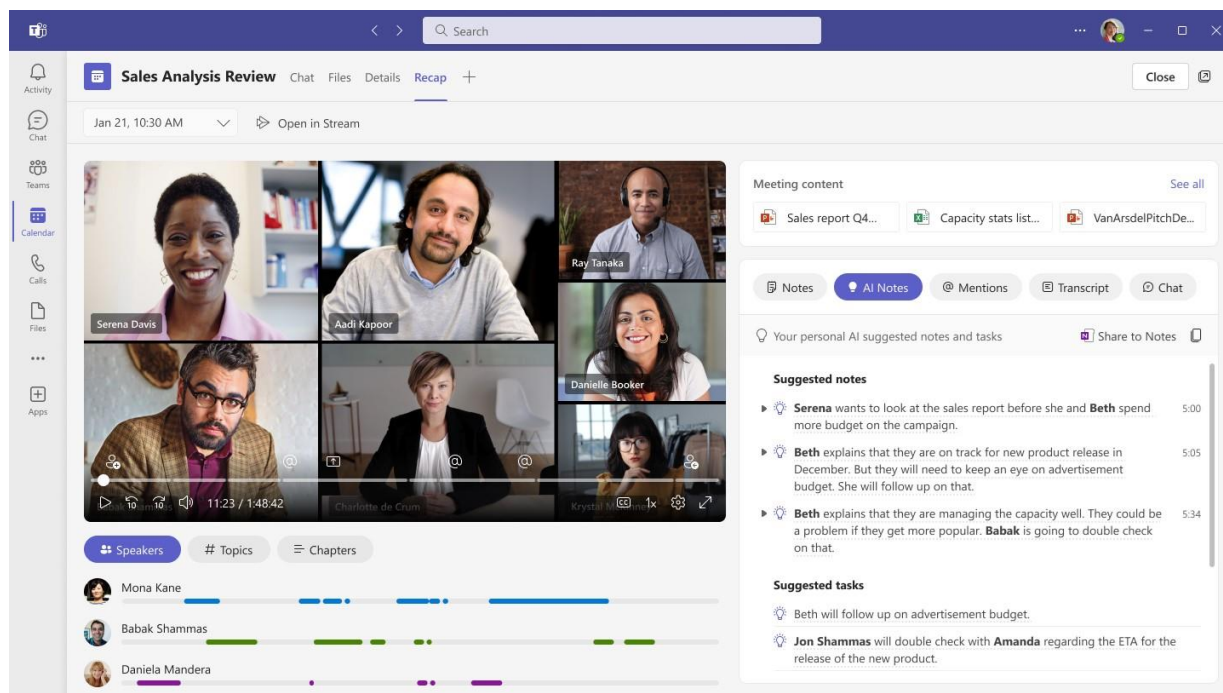 Search
Activity
Chat
Teams
Calendar
Calls
Files
Apps
Sales Analysis Review Chat Files Details Recap
Close
Jan 21, 10:30 AM
Open in Stream
Serena Davis
Aadi Kapoor
Ray Tanaka
Danielle Booker
Babak Shammas
Charlotte de Crum
Krystal
10 10 11:23 / 1:48:42
CC 1x
Speakers # Topics Chapters
Mona Kane
Babak Shammas
Daniela Mandera
Meeting content See all
Sales report Q4... Capacity stats list... VanArsdelPitchDe...
Notes AI Notes @ Mentions Transcript Chat
Your personal AI suggested notes and tasks Share to Notes
Suggested notes
Serena wants to look at the sales report before she and Beth spend 5:00
more budget on the campaign.
Beth explains that they are on track for new product release in 5:05
December. But they will need to keep an eye on advertisement
budget. She will follow up on that.
Beth explains that they are managing the capacity well. They could be 5:34
a problem if they get more popular. Babak is going to double check
on that.
Suggested tasks
Beth will follow up on advertisement budget.
Jon Shammas will double check with Amanda regarding the ETA for the
release of the new product.